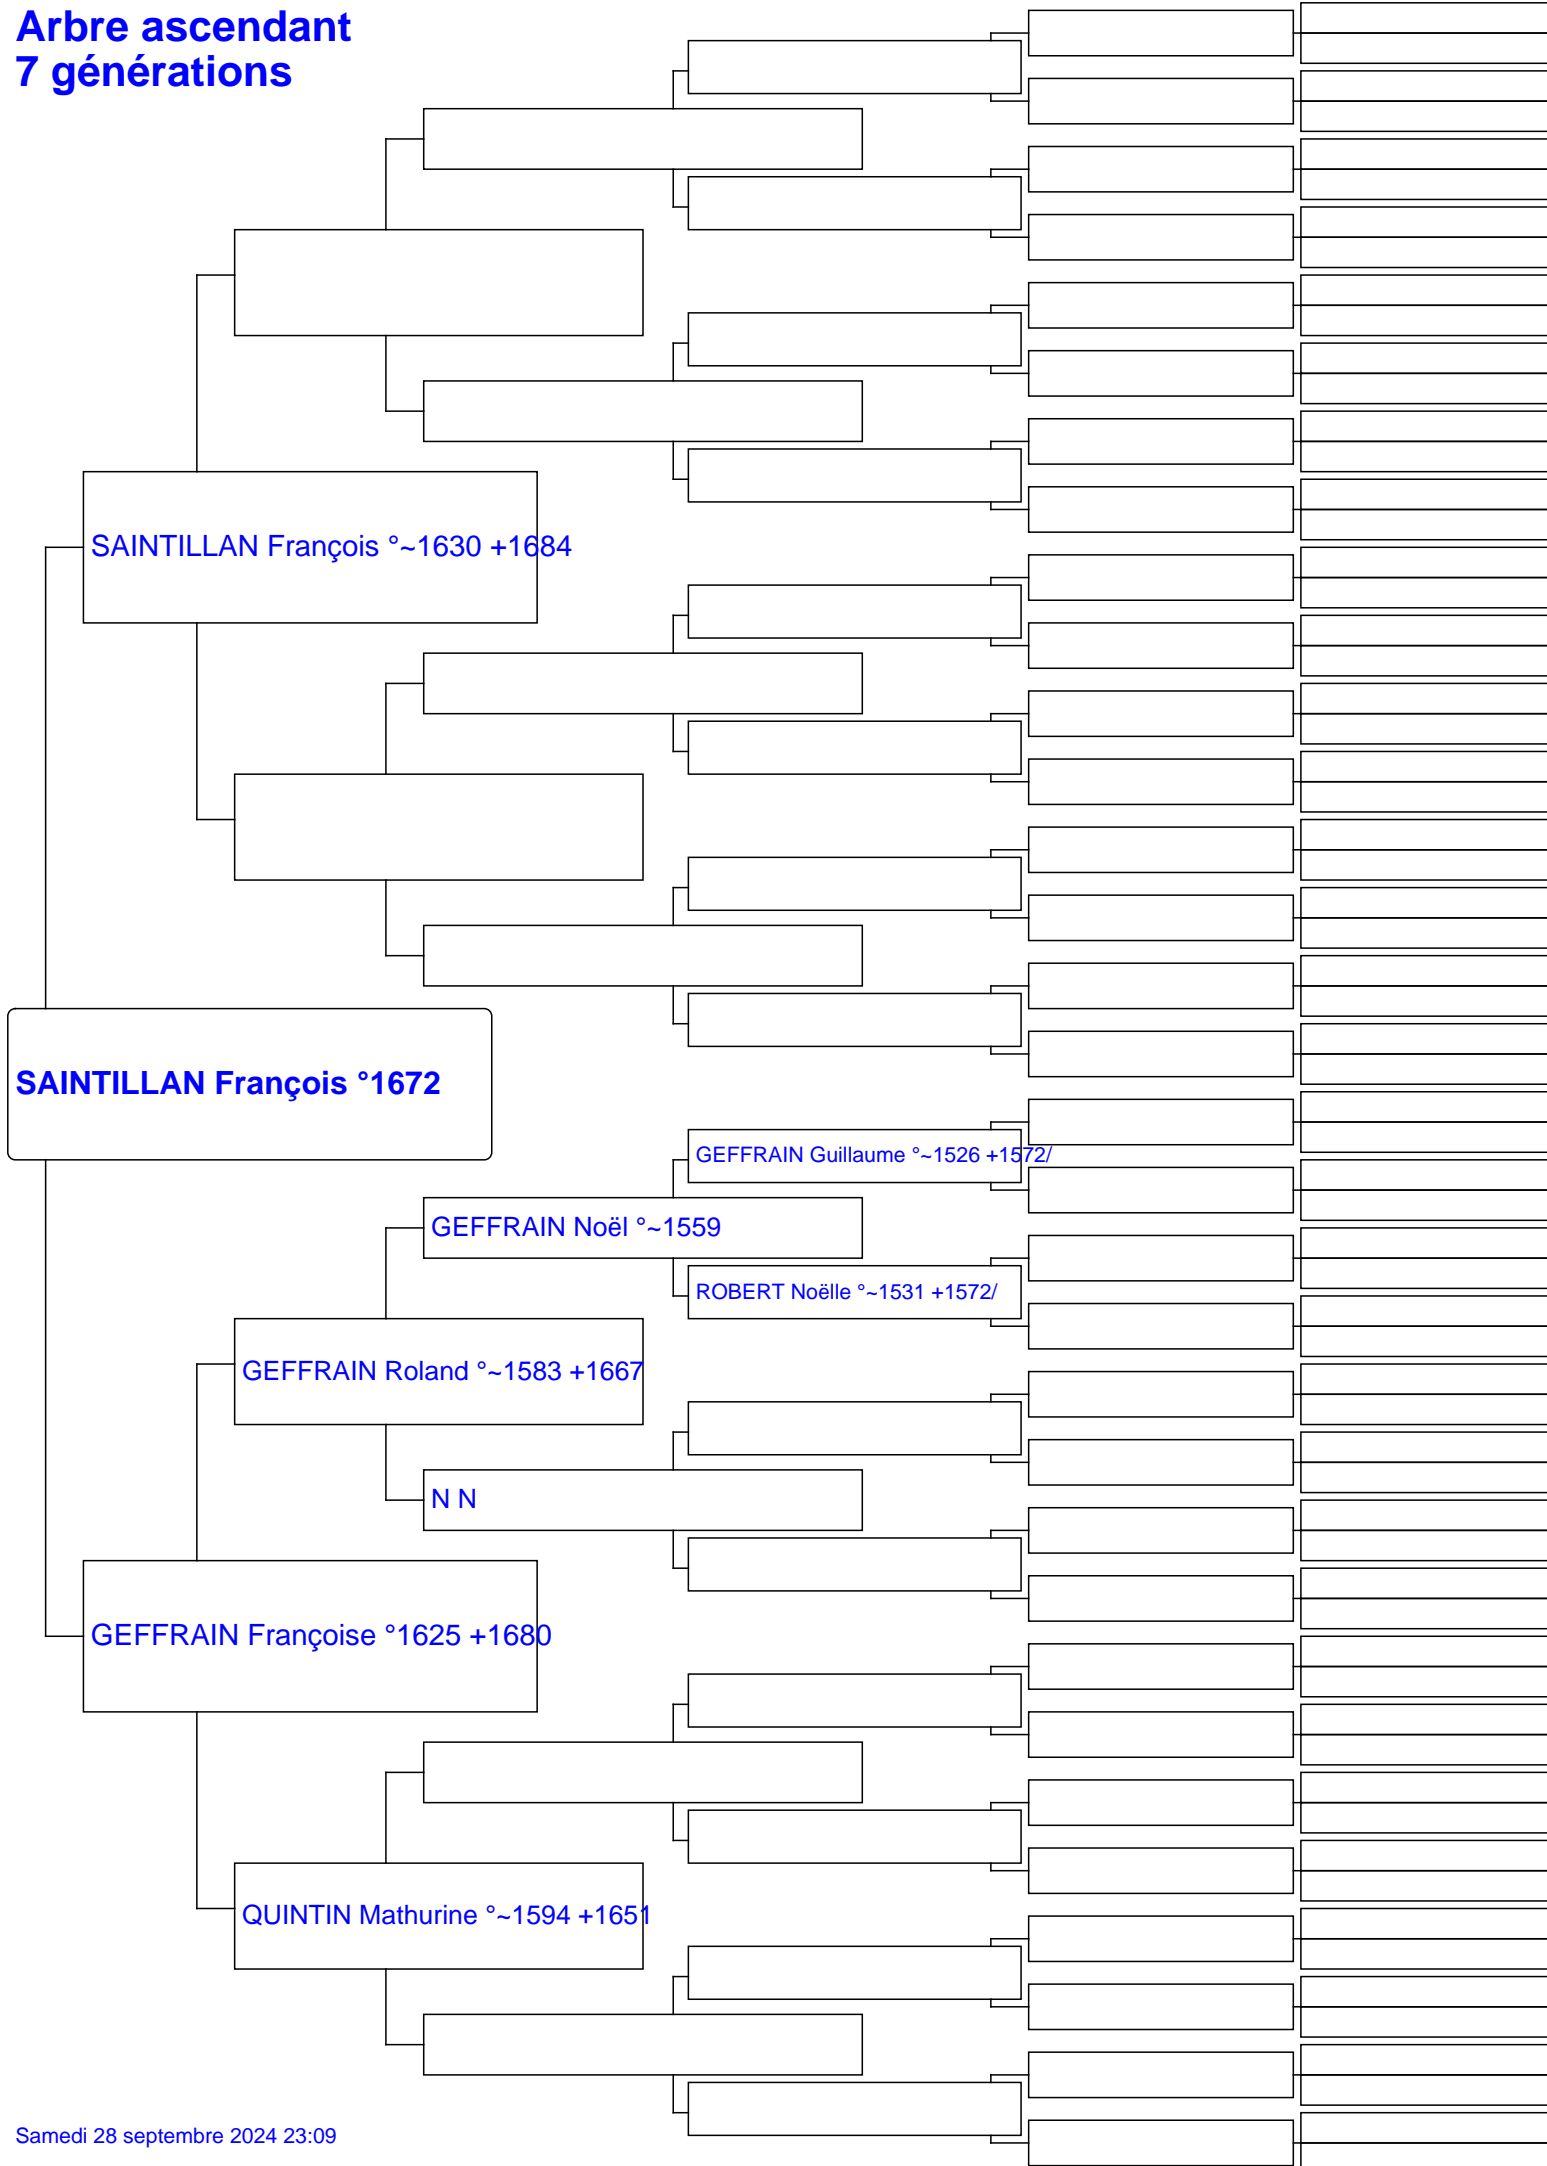 Arbre ascendant
7 générations
SAINTILLAN François °~1630 +1684
SAINTILLAN François °1672
GEFFRAIN Guillaume °~1526 +1572/
GEFFRAIN Noël °~1559
ROBERT Noëlle °~1531 +1572/
GEFFRAIN Roland °~1583 +1667
N N
GEFFRAIN Françoise °1625 +1680
QUINTIN Mathurine °~1594 +1651
Samedi 28 septembre 2024 23:09